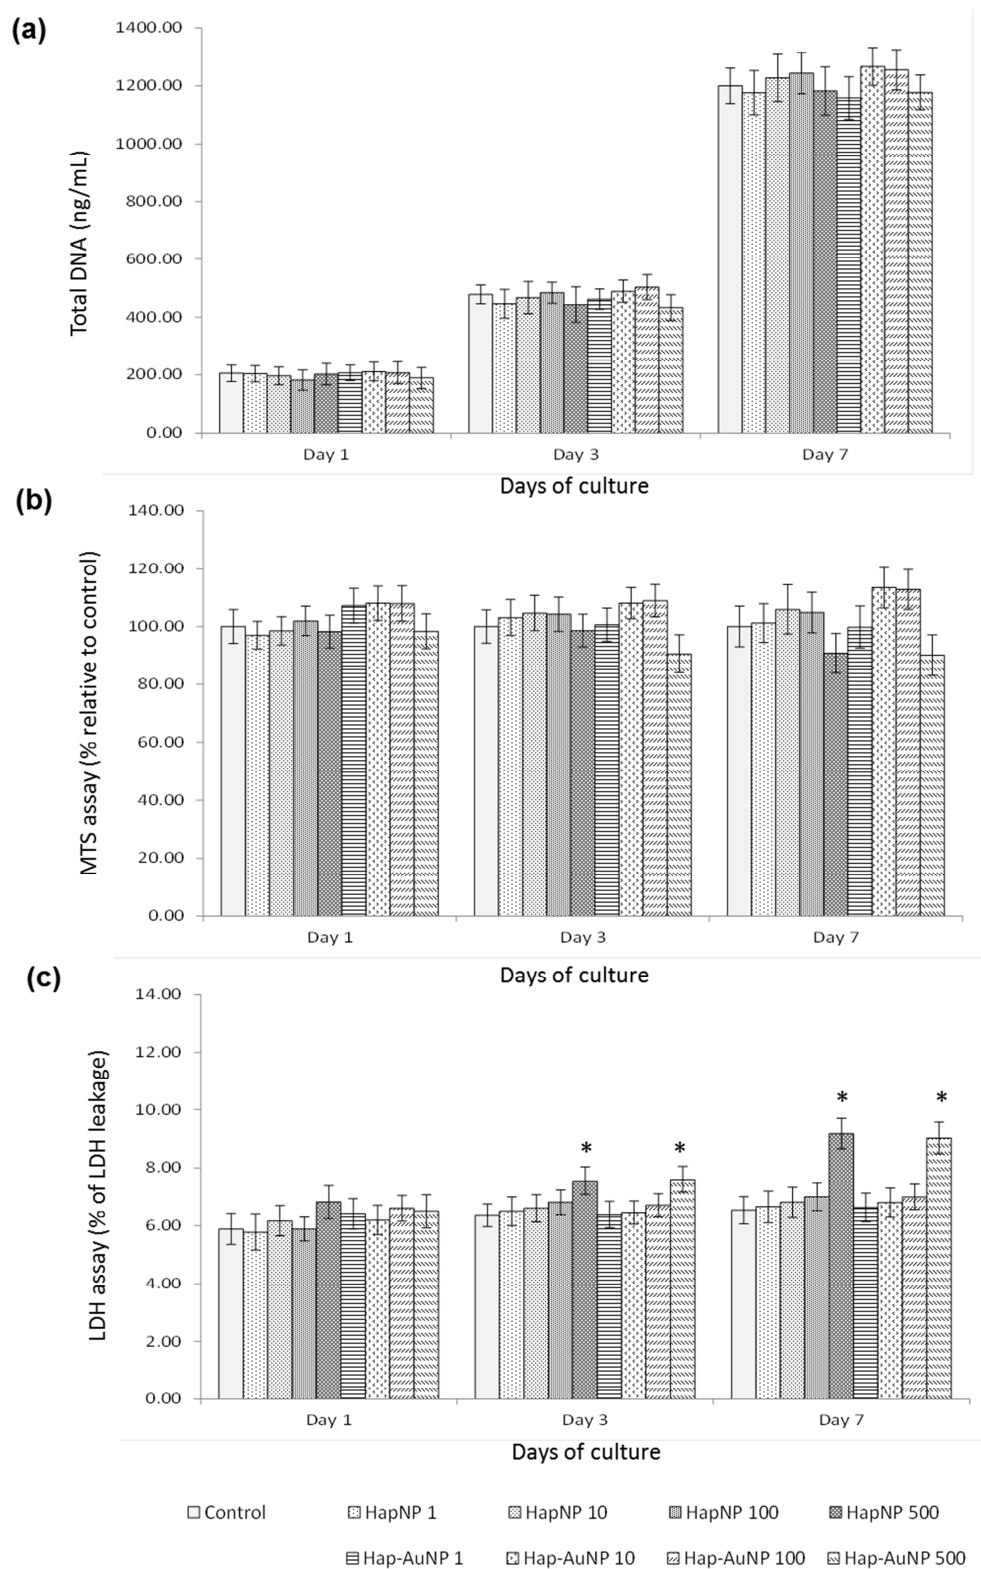 (a)
1400.00
1200.00
1000.00
800.00
600.00
400.00
200.00
0.00
Total DNA (ng/mL)
Day 1 Day 3 Day 7
Days of culture
(b)
140.00
120.00
100.00
80.00
60.00
40.00
20.00
0.00
MTS assay (% relative to control)
Day 1 Day 3 Day 7
Days of culture
(c)
14.00
12.00
10.00
8.00
6.00
4.00
2.00
0.00
LDH assay (% of LDH leakage)
* * * *
Day 1 Day 3 Day 7
Days of culture
Control HapNP 1 HapNP 10 HapNP 100 HapNP 500
Hap-AuNP 1 Hap-AuNP 10 Hap-AuNP 100 Hap-AuNP 500